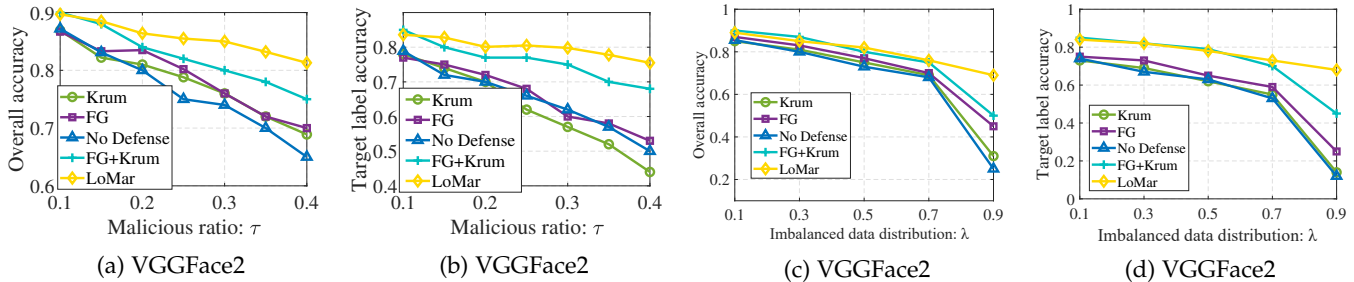 Overall accuracy
0.9
0.8
0.7
0.6
Krum
FG
No Defense
FG+Krum
LoMar
0.1
0.2
0.3
0.4
Malicious ratio: τ
(a) VGGFace2
Target label accuracy
0.9
0.8
0.7
0.6
0.5
0.4
Krum
FG
No Defense
FG+Krum
LoMar
0.1
0.2
0.3
0.4
Malicious ratio: τ
(b) VGGFace2
Overall accuracy
1
0.8
0.6
0.4
0.2
Krum
FG
No Defense
FG+Krum
LoMar
0.1
0.3
0.5
0.7
0.9
Imbalanced data distribution: λ
(c) VGGFace2
Target label accuracy
1
0.8
0.6
0.4
0.2
0
Krum
FG
No Defense
FG+Krum
LoMar
0.1
0.3
0.5
0.7
0.9
Imbalanced data distribution: λ
(d) VGGFace2